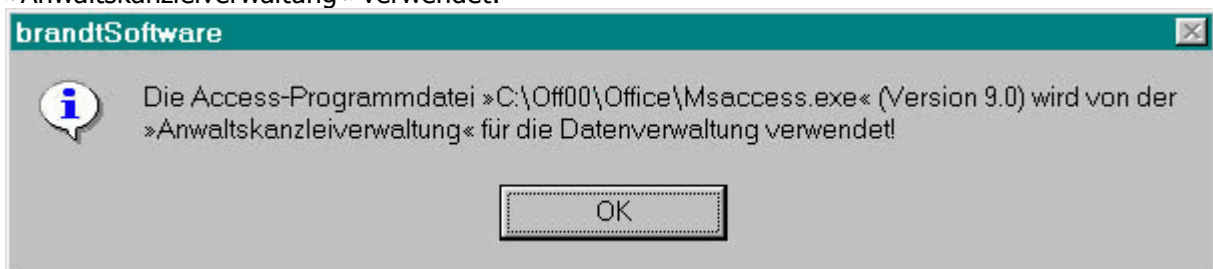 »Anwaltskanzleiverwaltung« verwendet.
brandtSoftware
Die Access-Programmdatei »C:\Off00\Office\Msaccess.exe« (Version 9.0) wird von der
»Anwaltskanzleiverwaltung« für die Datenverwaltung verwendet!
OK